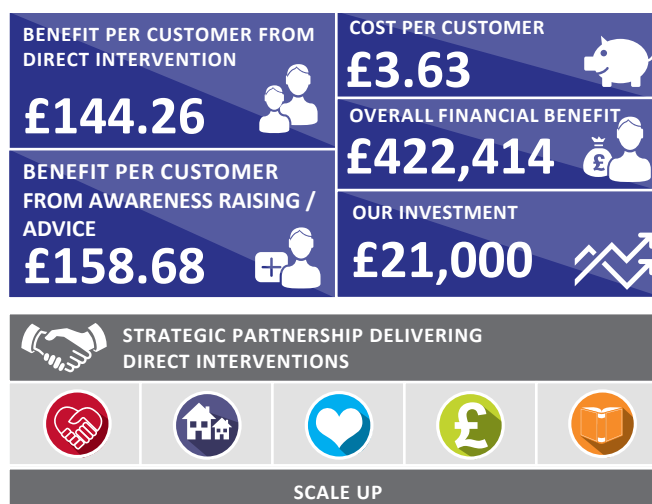 BENEFIT PER CUSTOMER FROM
DIRECT INTERVENTION
£144.26
BENEFIT PER CUSTOMER
FROM AWARENESS RAISING /
ADVICE
£158.68
COST PER CUSTOMER
£3.63
OVERALL FINANCIAL BENEFIT
£422,414
£
OUR INVESTMENT
£21,000
STRATEGIC PARTNERSHIP DELIVERING
DIRECT INTERVENTIONS
£
SCALE UP